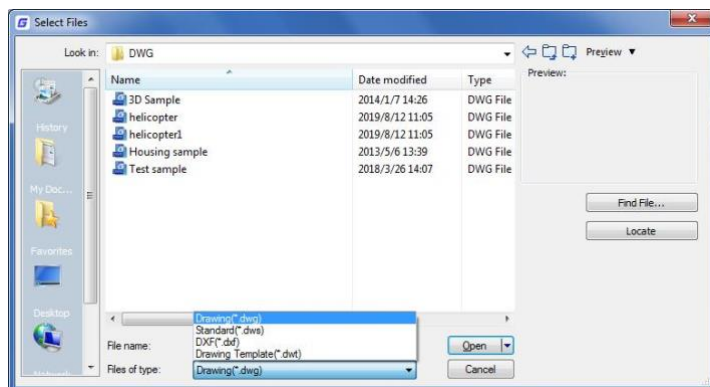 Select Files
Look in: DWG Preview ▼
Name Date modified Type Preview:
3D Sample 2014/1/7 14:26 DWG File
helicopter 2019/8/12 11:05 DWG File
helicopter1 2019/8/12 11:05 DWG File
Housing sample 2013/5/6 13:39 DWG File
Test sample 2018/3/26 14:07 DWG File
History
My Doc...
Favorites
Desktop
Find File...
Locate
Drawing(*.dwg)
Standard(*.dws)
DXF(*.dxf)
Drawing Template(*.dwt)
File name: Open
Files of type: Drawing(*.dwg) Cancel